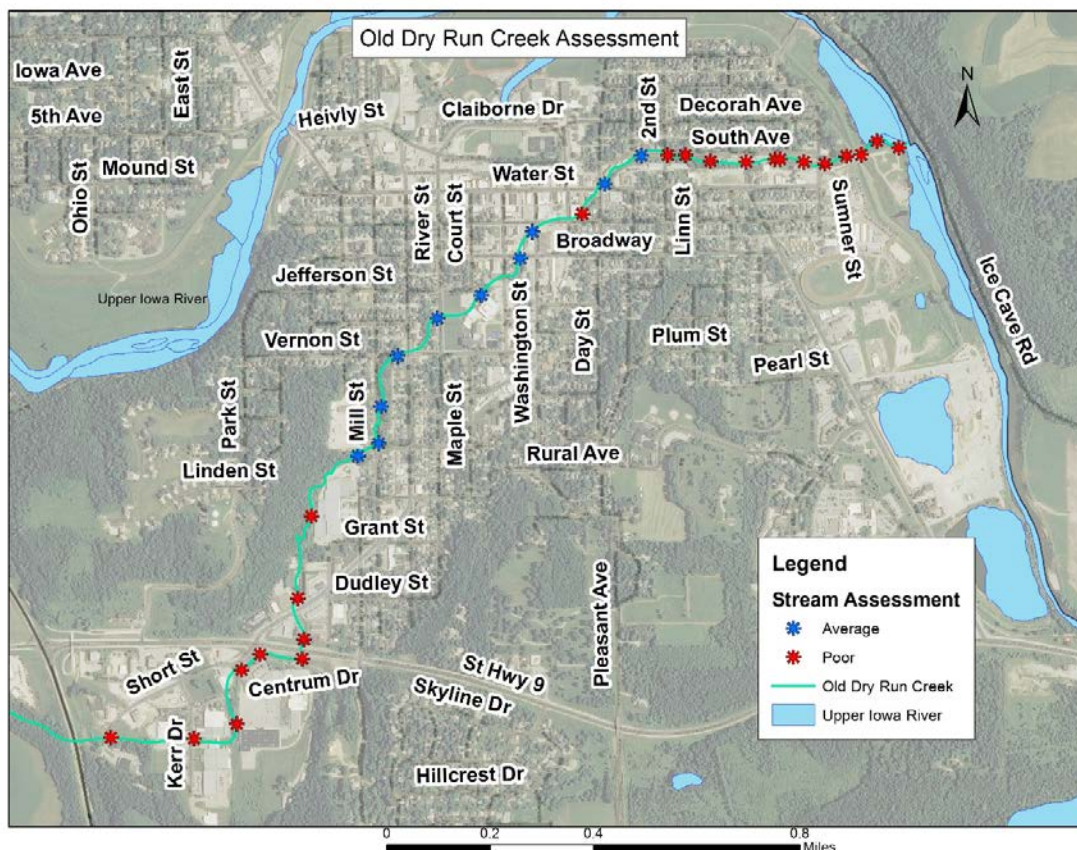 Old Dry Run Creek Assessment
Iowa Ave
East St
5th Ave
Heivly St
Claiborne Dr
2nd St
Decorah Ave
N
South Ave
Mound St
Ohio St
Water St
River St
Court St
Linn St
Sumner St
Broadway
Jefferson St
Upper Iowa River
Ice Cave Rd
Washington St
Day St
Vernon St
Plum St
Pearl St
Park St
Mill St
Maple St
Linden St
Rural Ave
Grant St
Dudley St
Pleasant Ave
Short St
Centrum Dr
St Hwy 9
Skyline Dr
Kerr Dr
Hillcrest Dr
Legend
Stream Assessment
Average
Poor
Old Dry Run Creek
Upper Iowa River
0 0.2 0.4 0.8
Miles